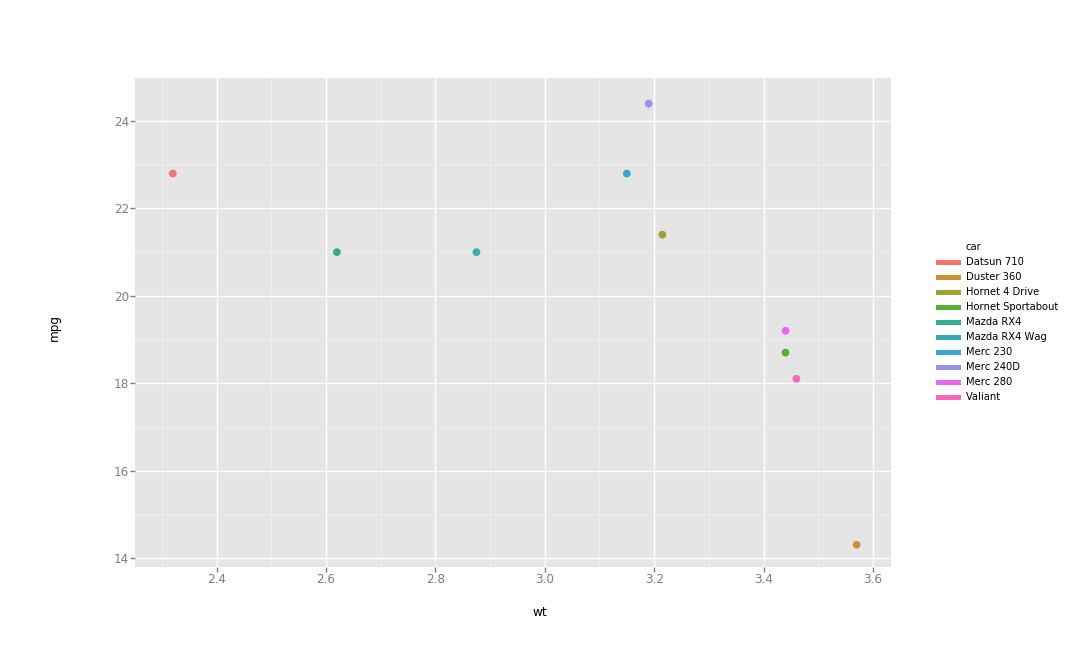 24
22
20
18
16
14
mpg
2.4 2.6 2.8 3.0 3.2 3.4 3.6
wt
car
Datsun 710
Duster 360
Hornet 4 Drive
Hornet Sportabout
Mazda RX4
Mazda RX4 Wag
Merc 230
Merc 240D
Merc 280
Valiant